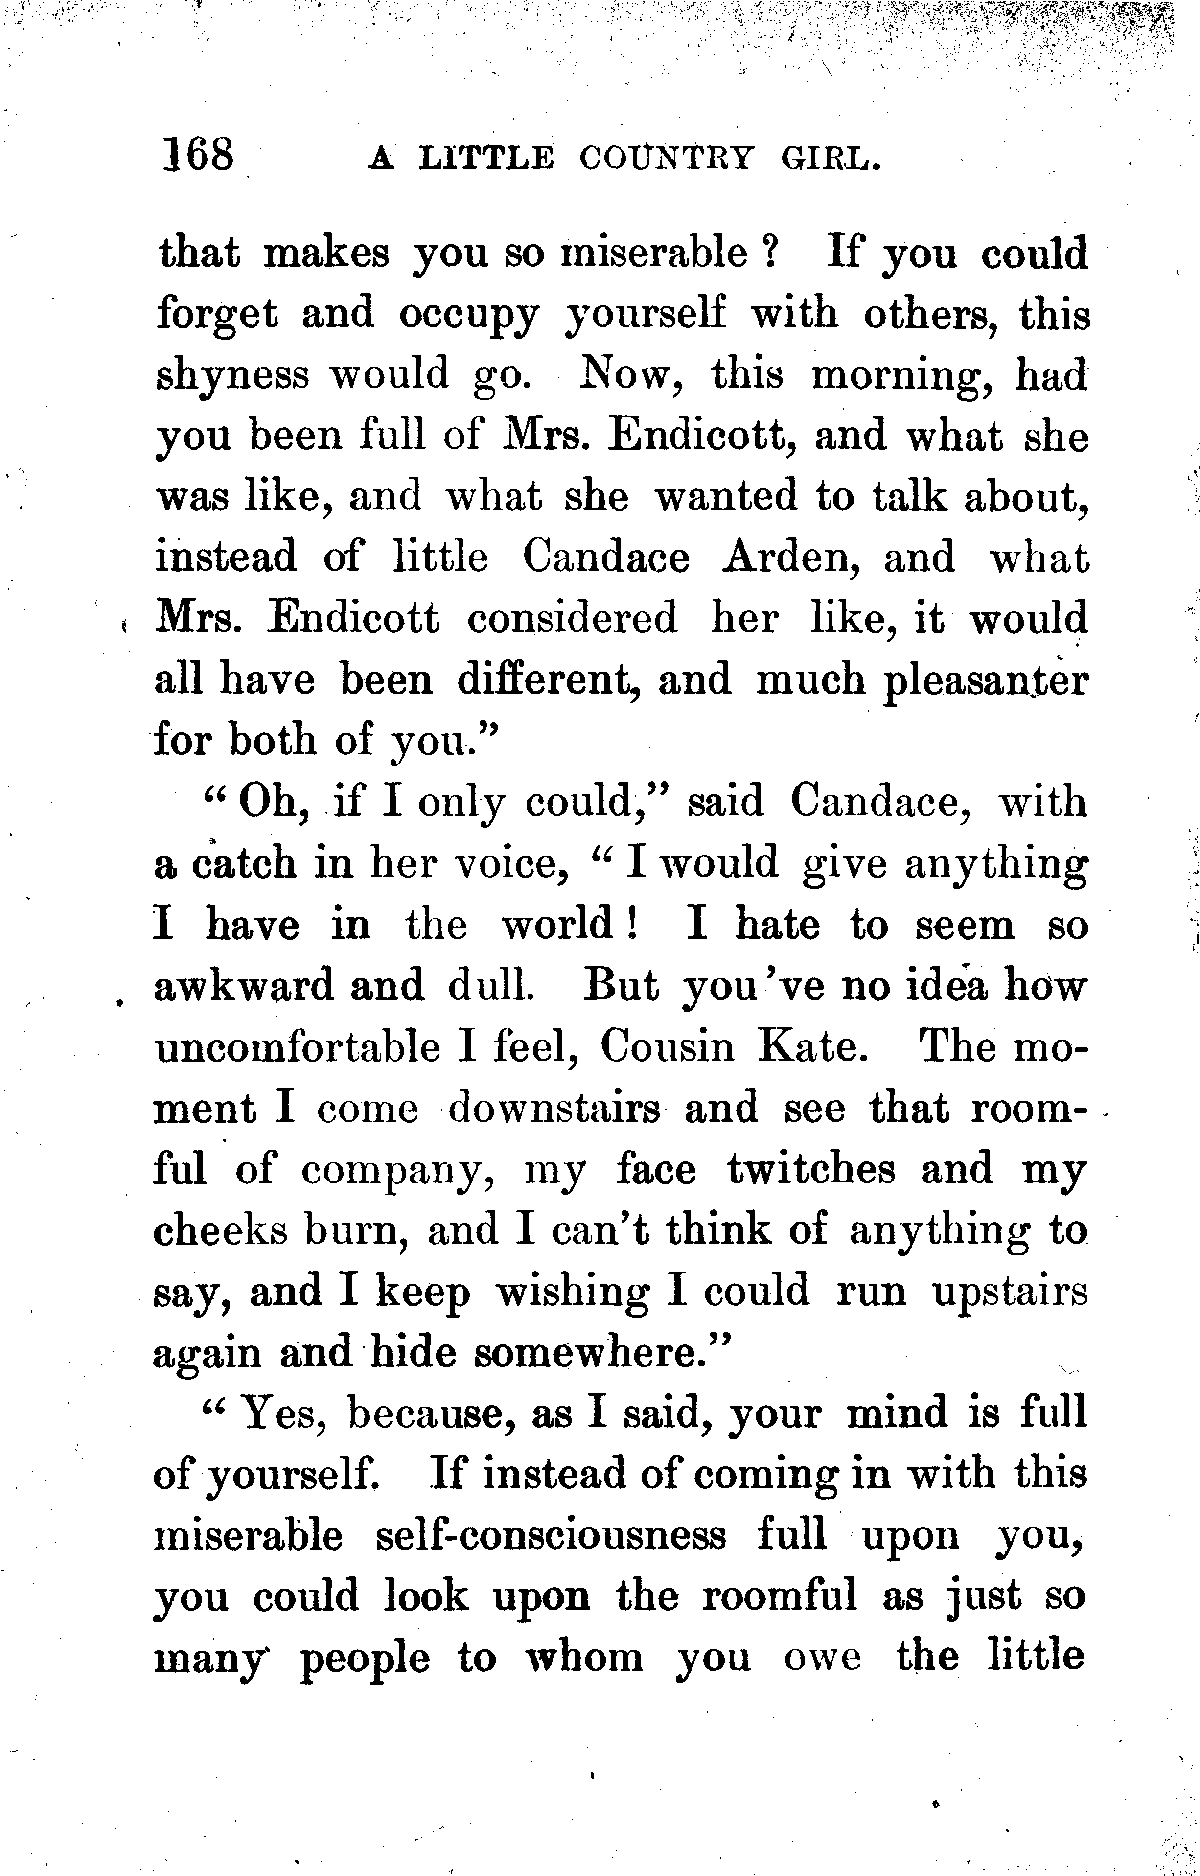 168 A LITTLE COUNTRY GIRL.
that makes you so miserable? If you could
forget and occupy yourself with others, this
shyness would go. Now, this morning, had
you been full of Mrs. Endicott, and what she
was like, and what she wanted to talk about,
instead of little Candace Arden, and what
Mrs. Endicott considered her like, it would
all have been different, and much pleasanter
for both of you.”
“Oh, if I only could,” said Candace, with
a catch in her voice, “I would give anything
I have in the world! I hate to seem so
awkward and dull. But you 've no idea how
uncomfortable I feel, Cousin Kate. The mo-
ment I come downstairs and see that room-
ful of company, my face twitches and my
cheeks burn, and I can't think of anything to
say, and I keep wishing I could run upstairs
again and hide somewhere.”
“Yes, because, as I said, your mind is full
of yourself. If instead of coming in with this
miserable self-consciousness full upon you,
you could look upon the roomful as just so
many people to whom you owe the little